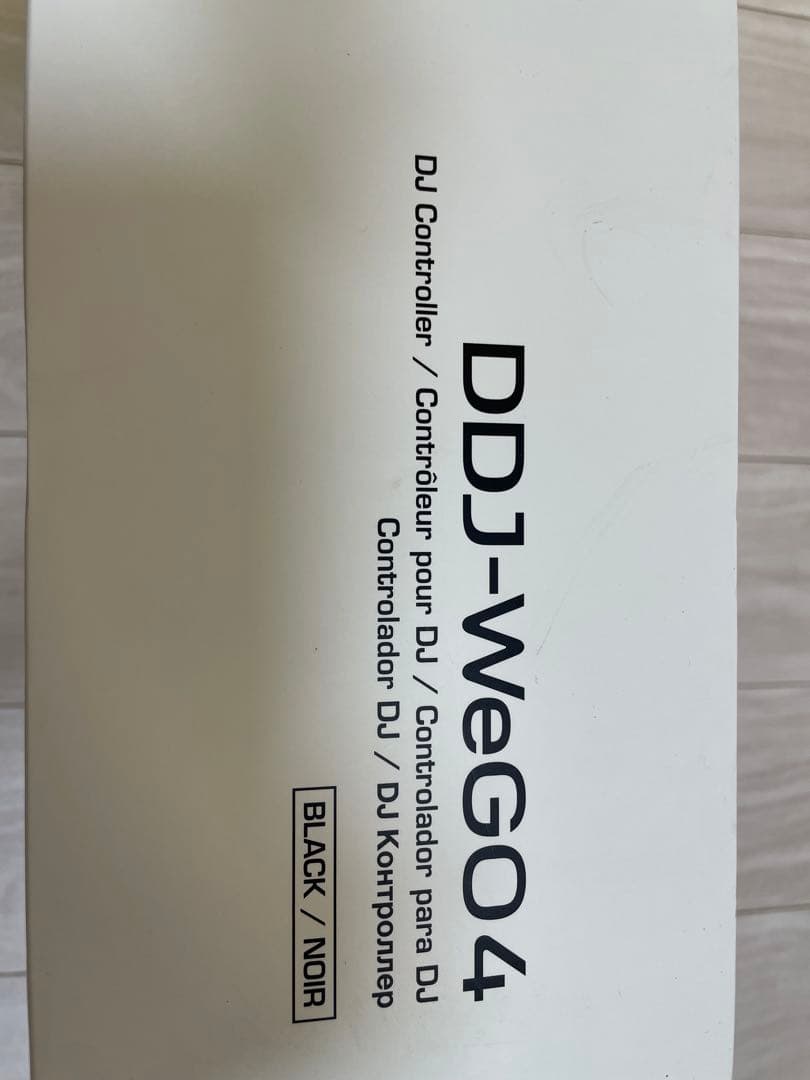 DDJ-WeGO4
DJ Controller / Contrôleur pour DJ / Controlador para DJ
Controlador DJ / DJ Контроллер
BLACK / NOIR